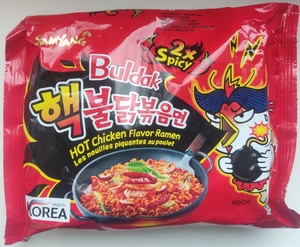 SAMYANG
2x
Spicy
Buldak
핵불닭볶음면
HOT Chicken Flavor Ramen
Les nouilles piquantes au poulet
KOREA
HOCHI